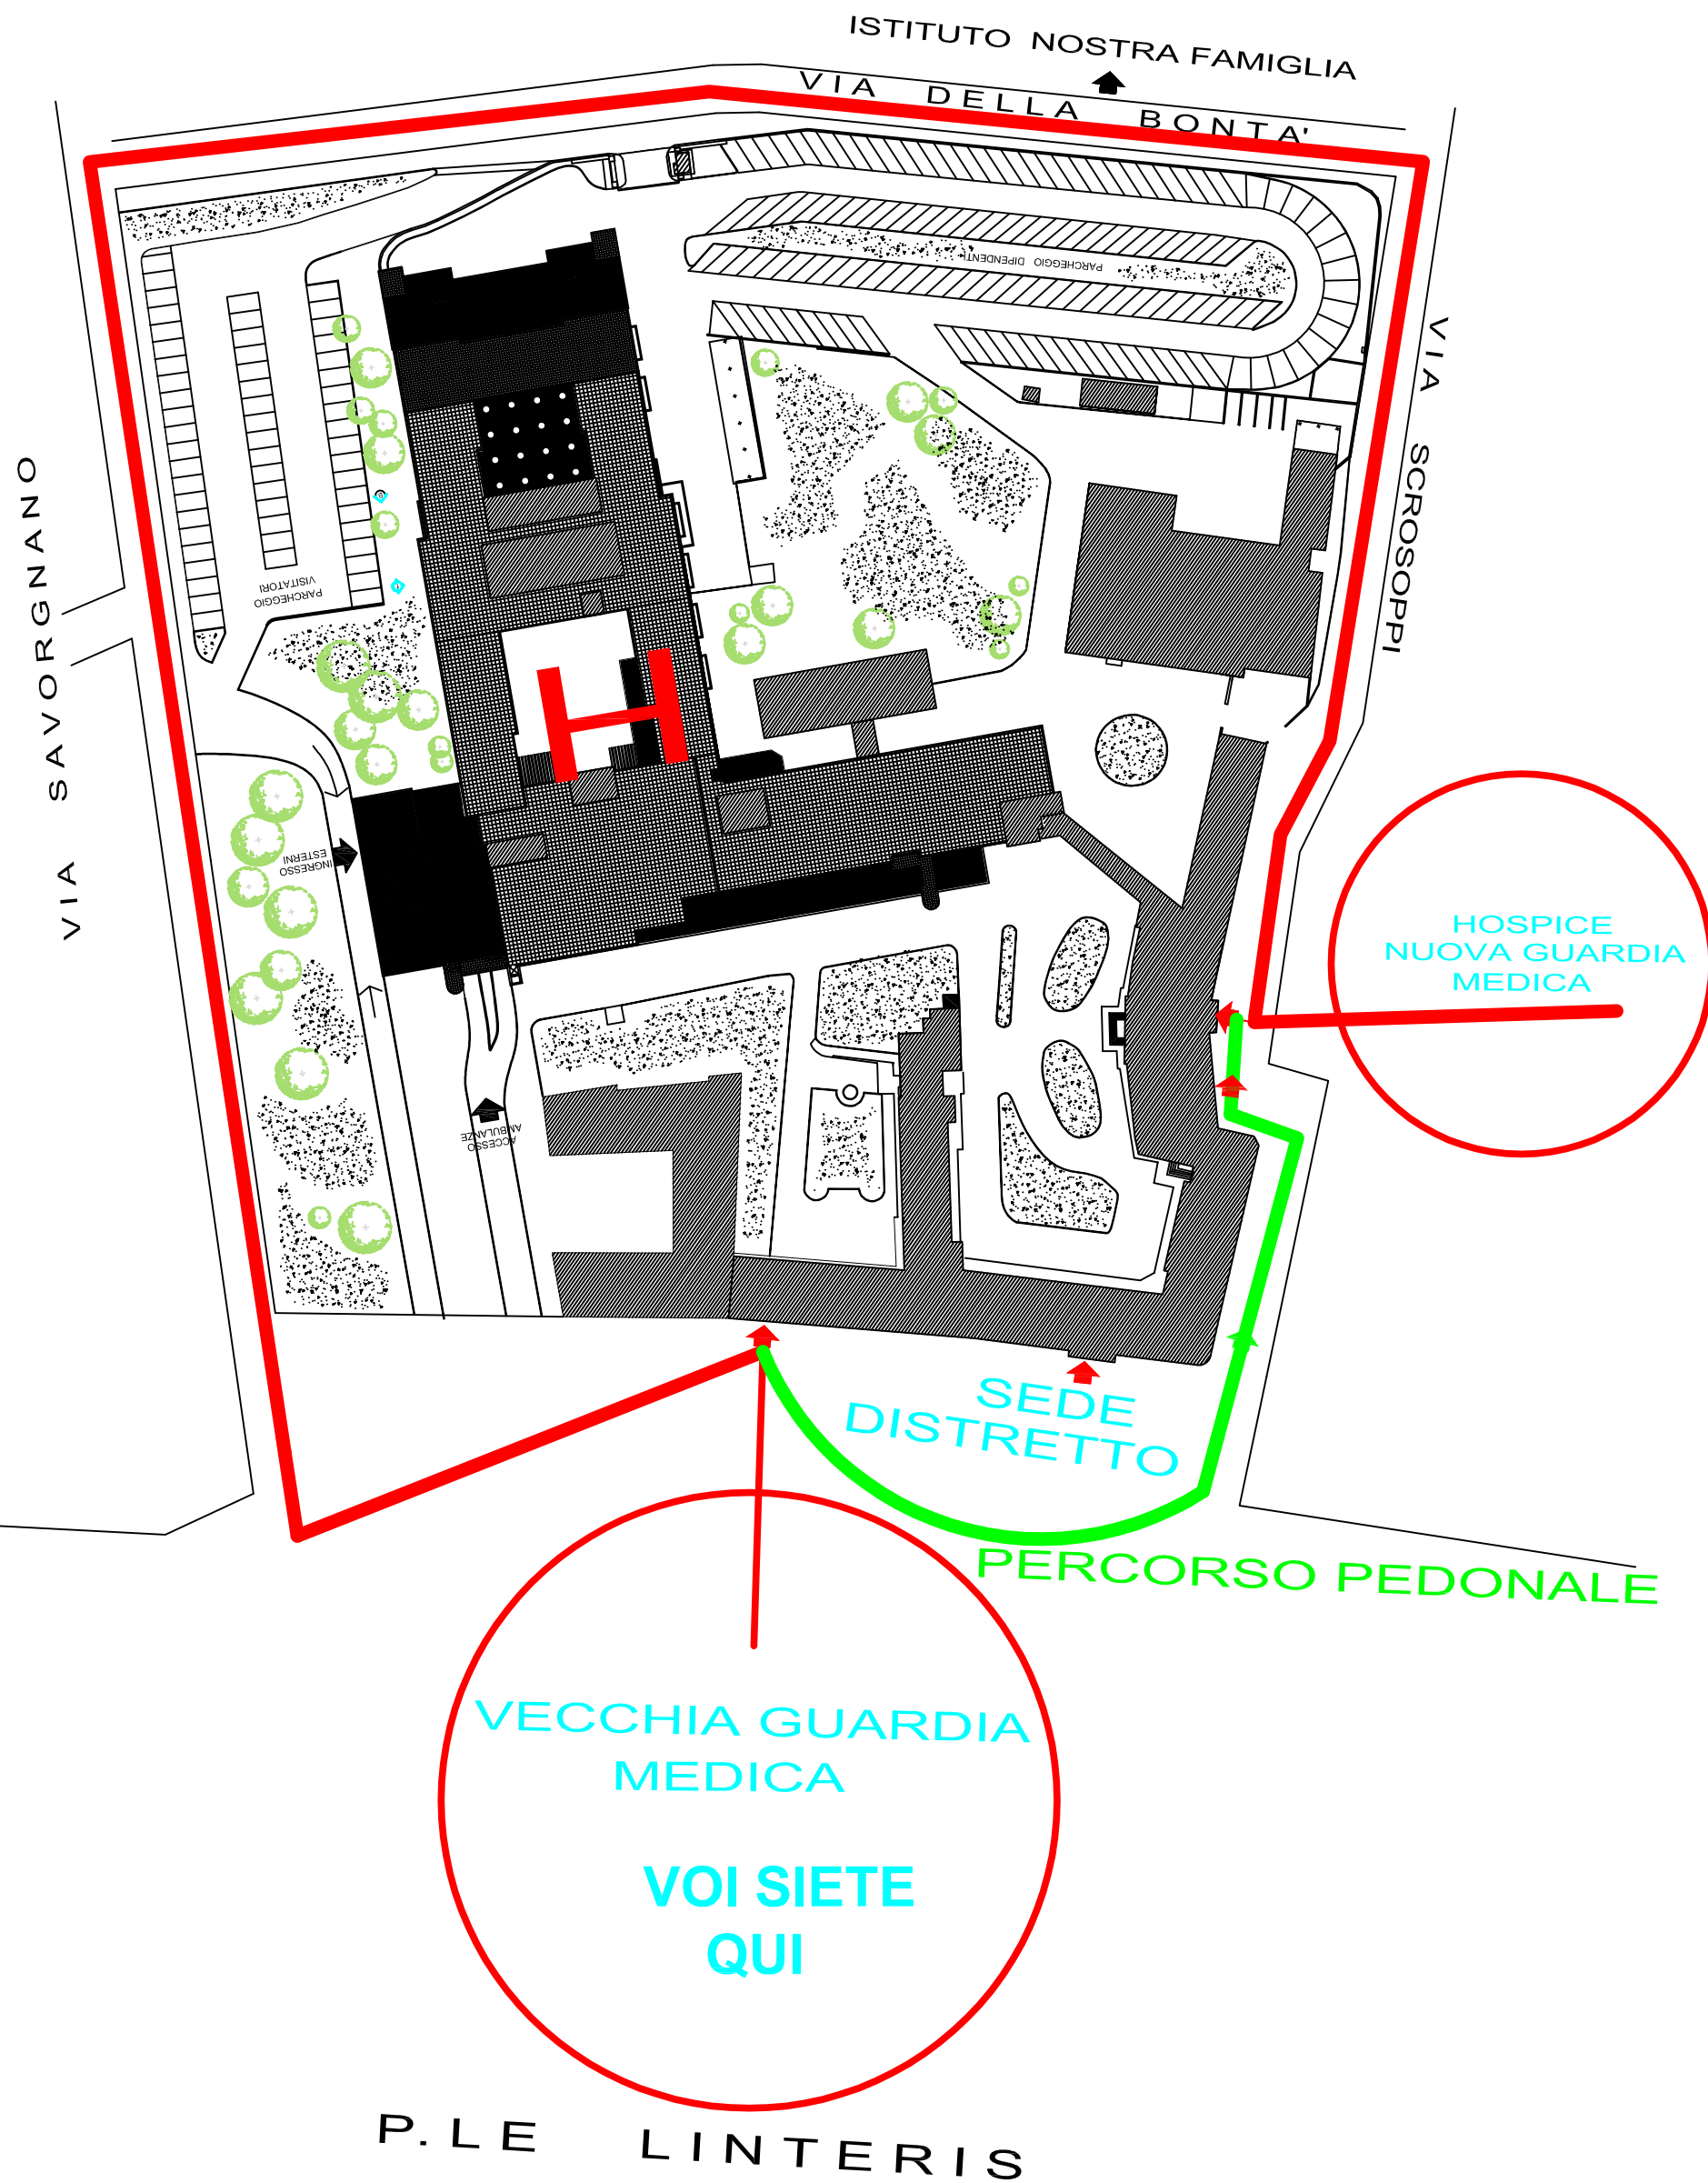 ISTITUTO NOSTRA FAMIGLIA
VIA DELLA BONTA'
PARCHEGGIO DIPENDENTI
VIA SCROSOPPI
VIA SAVORGNANO
PARCHEGGIO
VISITATORI
H
INGRESSO
ESTERNI
HOSPICE
NUOVA GUARDIA
MEDICA
ACCESSO
AMBULANZE
SEDE
DISTRETTO
PERCORSO PEDONALE
VECCHIA GUARDIA
MEDICA
VOI SIETE
QUI
P.LE LINTERIS